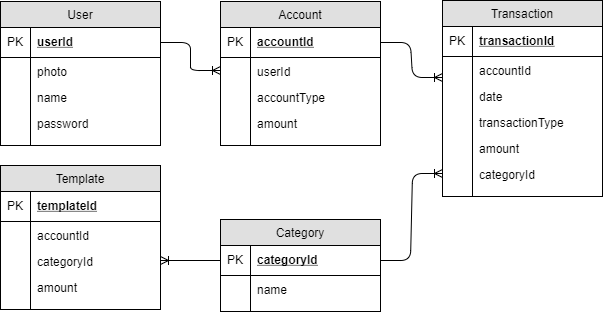 User
PK userId
photo
name
password
Account
PK accountId
userId
accountType
amount
Transaction
PK transactionId
accountId
date
transactionType
amount
categoryId
Template
PK templateId
accountId
categoryId
amount
Category
PK categoryId
name